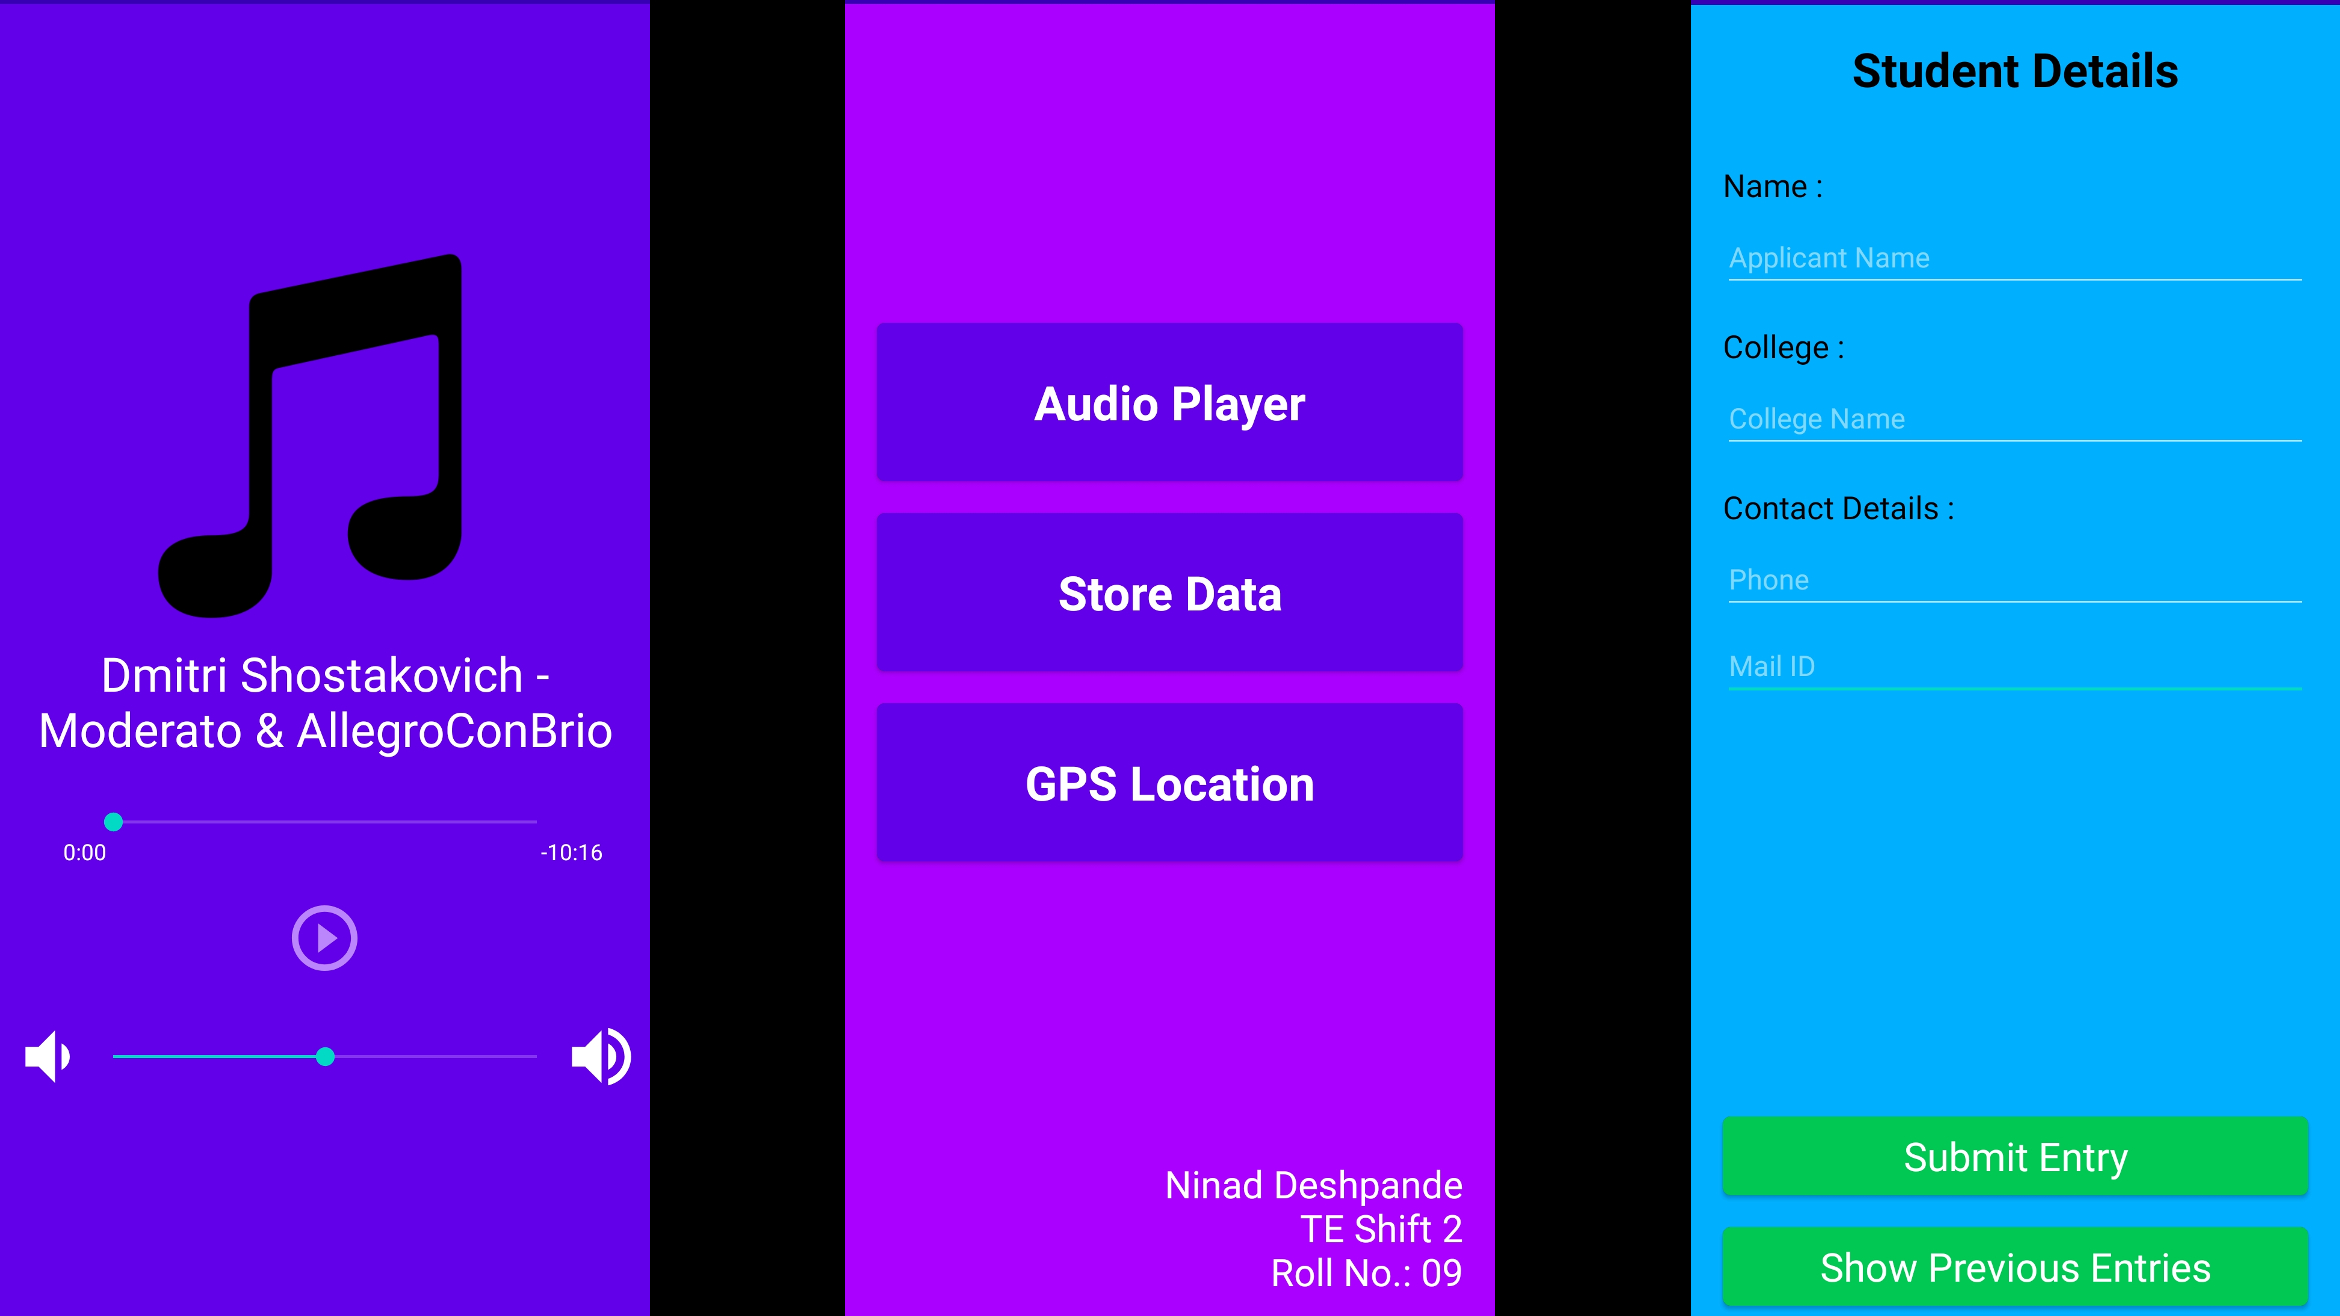 Dmitri Shostakovich -
Moderato & AllegroConBrio
0:00
-10:16
Audio Player
Store Data
GPS Location
Ninad Deshpande
TE Shift 2
Roll No.: 09
Student Details
Name :
Applicant Name
College :
College Name
Contact Details :
Phone
Mail ID
Submit Entry
Show Previous Entries